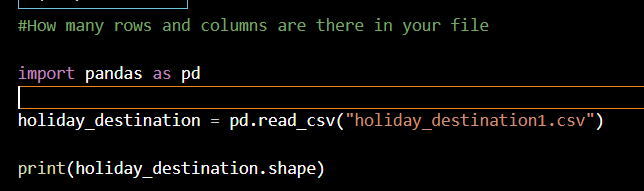 #How many rows and columns are there in your file
import pandas as pd
holiday_destination = pd.read_csv("holiday_destination1.csv")
print(holiday_destination.shape)